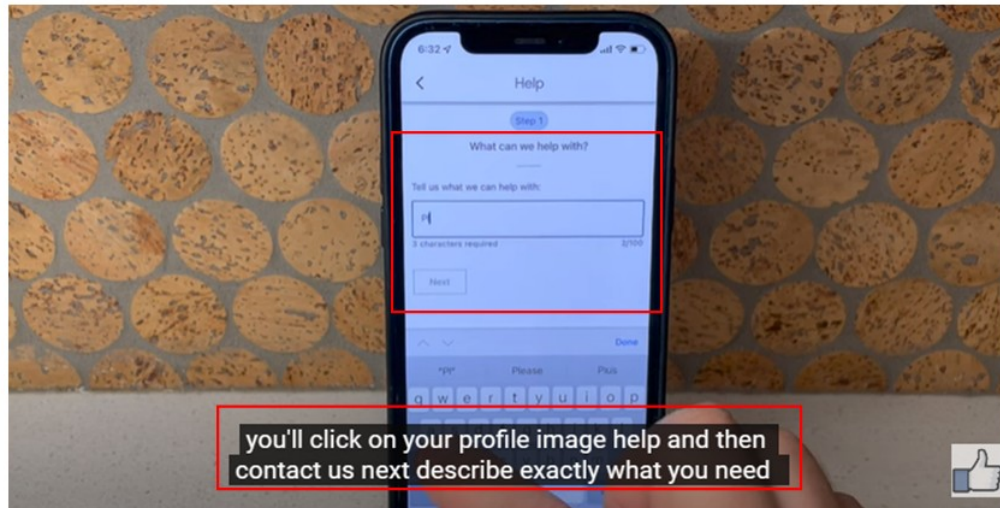 6:32
Help
Step 1
What can we help with?
Tell us what we can help with:
Pl
3 characters required 2/100
Next
Done
"Pl" Please Plus
q w e r t y u i o p
you'll click on your profile image help and then
contact us next describe exactly what you need